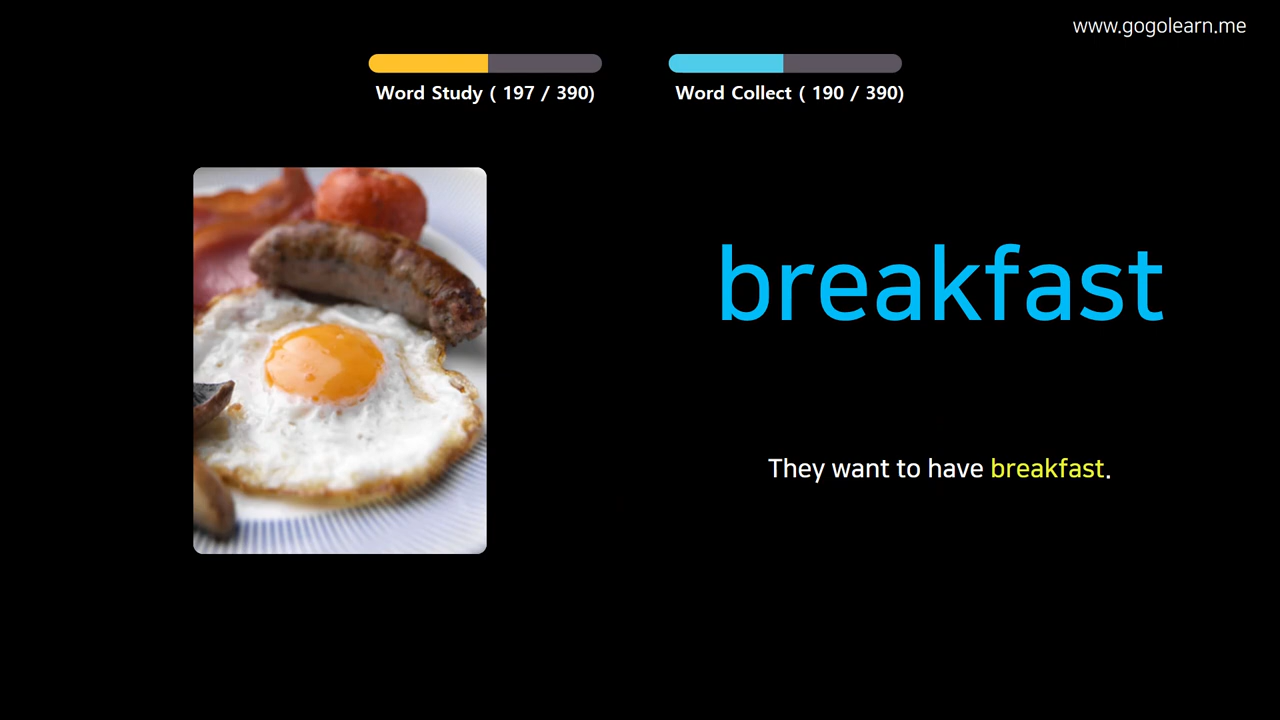 www.gogolearn.me
Word Study ( 197 / 390)
Word Collect ( 190 / 390)
breakfast
They want to have breakfast.